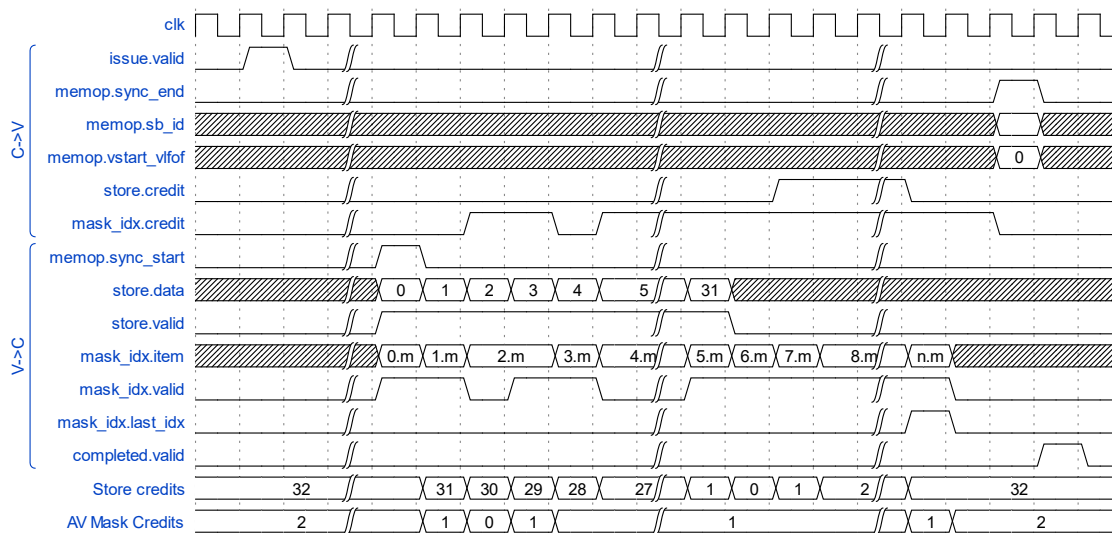 clk
C->V
issue.valid
memop.sync_end
memop.sb_id
memop.vstart_vlfof 0
store.credit
mask_idx.credit
V->C
memop.sync_start
store.data 0 1 2 3 4 5 31
store.valid
mask_idx.item 0.m 1.m 2.m 3.m 4.m 5.m 6.m 7.m 8.m n.m
mask_idx.valid
mask_idx.last_idx
completed.valid
Store credits 32 31 30 29 28 27 1 0 1 2 32
AV Mask Credits 2 1 0 1 1 1 2